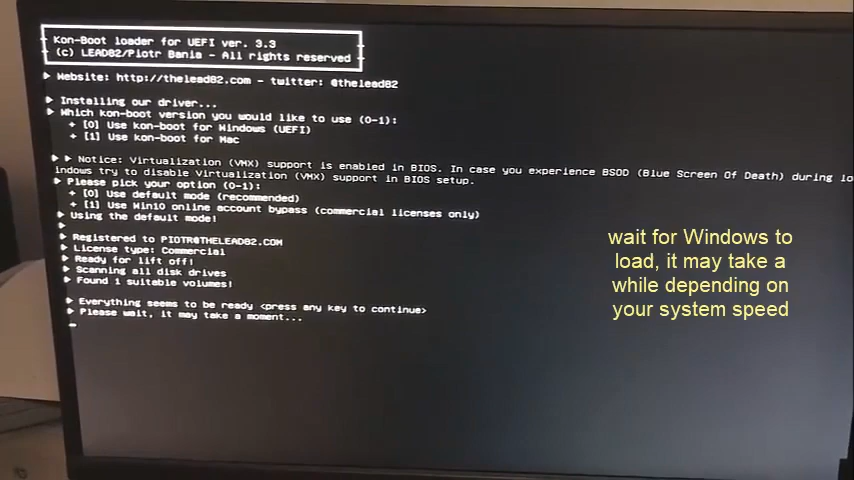 Kon-Boot loader for UEFI ver. 3.3
(c) LEAD82/Piotr Bania - All rights reserved
Website: http://thelead82.com - twitter: @thelead82
Installing our driver...
Which kon-boot version you would like to use (0-1):
+ [0] Use kon-boot for Windows (UEFI)
+ [1] Use kon-boot for Mac
Notice: Virtualization (VMX) support is enabled in BIOS. In case you experience BSOD (Blue Screen Of Death) during
indows try to disable Virtualization (VMX) support in BIOS setup.
Please pick your option (0-1):
+ [0] Use default mode (recommended)
+ [1] Use Win10 online account bypass (commercial licenses only)
Using the default mode!
Registered to PIOTR@THELEAD82.COM
License type: Commercial
Ready for lift off!
Scanning all disk drives
Found 1 suitable volumes!
Everything seems to be ready <press any key to continue>
Please wait, it may take a moment...
wait for Windows to
load, it may take a
while depending on
your system speed